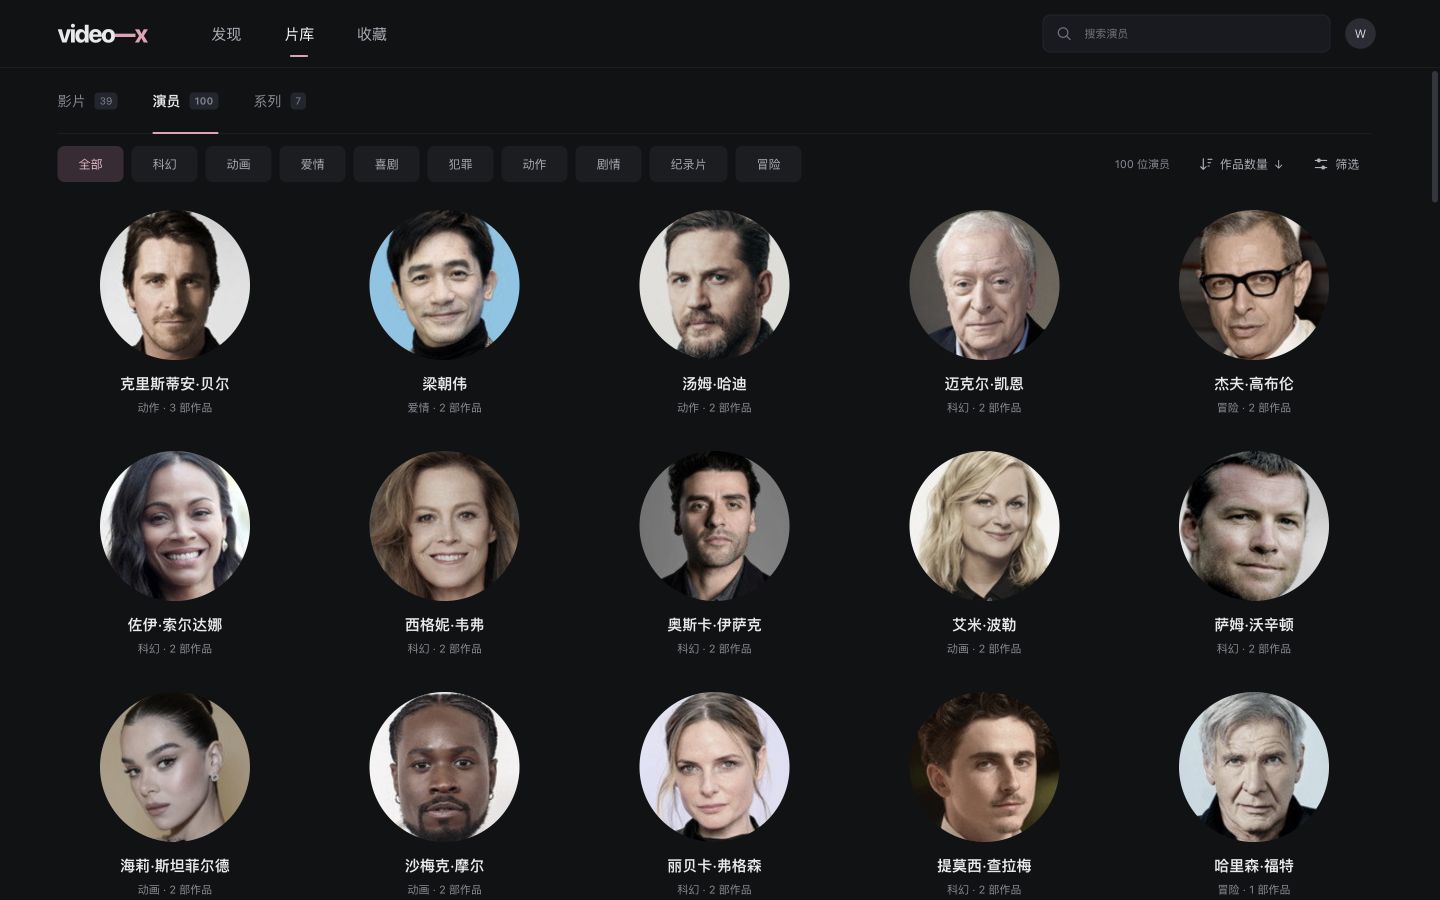 video—x 发现 片库 收藏 搜索演员 W
影片 39 演员 100 系列 7
全部 科幻 动画 爱情 喜剧 犯罪 动作 剧情 纪录片 冒险 100 位演员 作品数量 ↓ 筛选
克里斯蒂安·贝尔 梁朝伟 汤姆·哈迪 迈克尔·凯恩 杰夫·高布伦
动作 · 3 部作品 爱情 · 2 部作品 动作 · 2 部作品 科幻 · 2 部作品 冒险 · 2 部作品
佐伊·索尔达娜 西格妮·韦弗 奥斯卡·伊萨克 艾米·波勒 萨姆·沃辛顿
科幻 · 2 部作品 科幻 · 2 部作品 科幻 · 2 部作品 动画 · 2 部作品 科幻 · 2 部作品
海莉·斯坦菲尔德 沙梅克·摩尔 丽贝卡·弗格森 提莫西·查拉梅 哈里森·福特
动画 · 2 部作品 动画 · 2 部作品 科幻 · 2 部作品 科幻 · 2 部作品 冒险 · 1 部作品